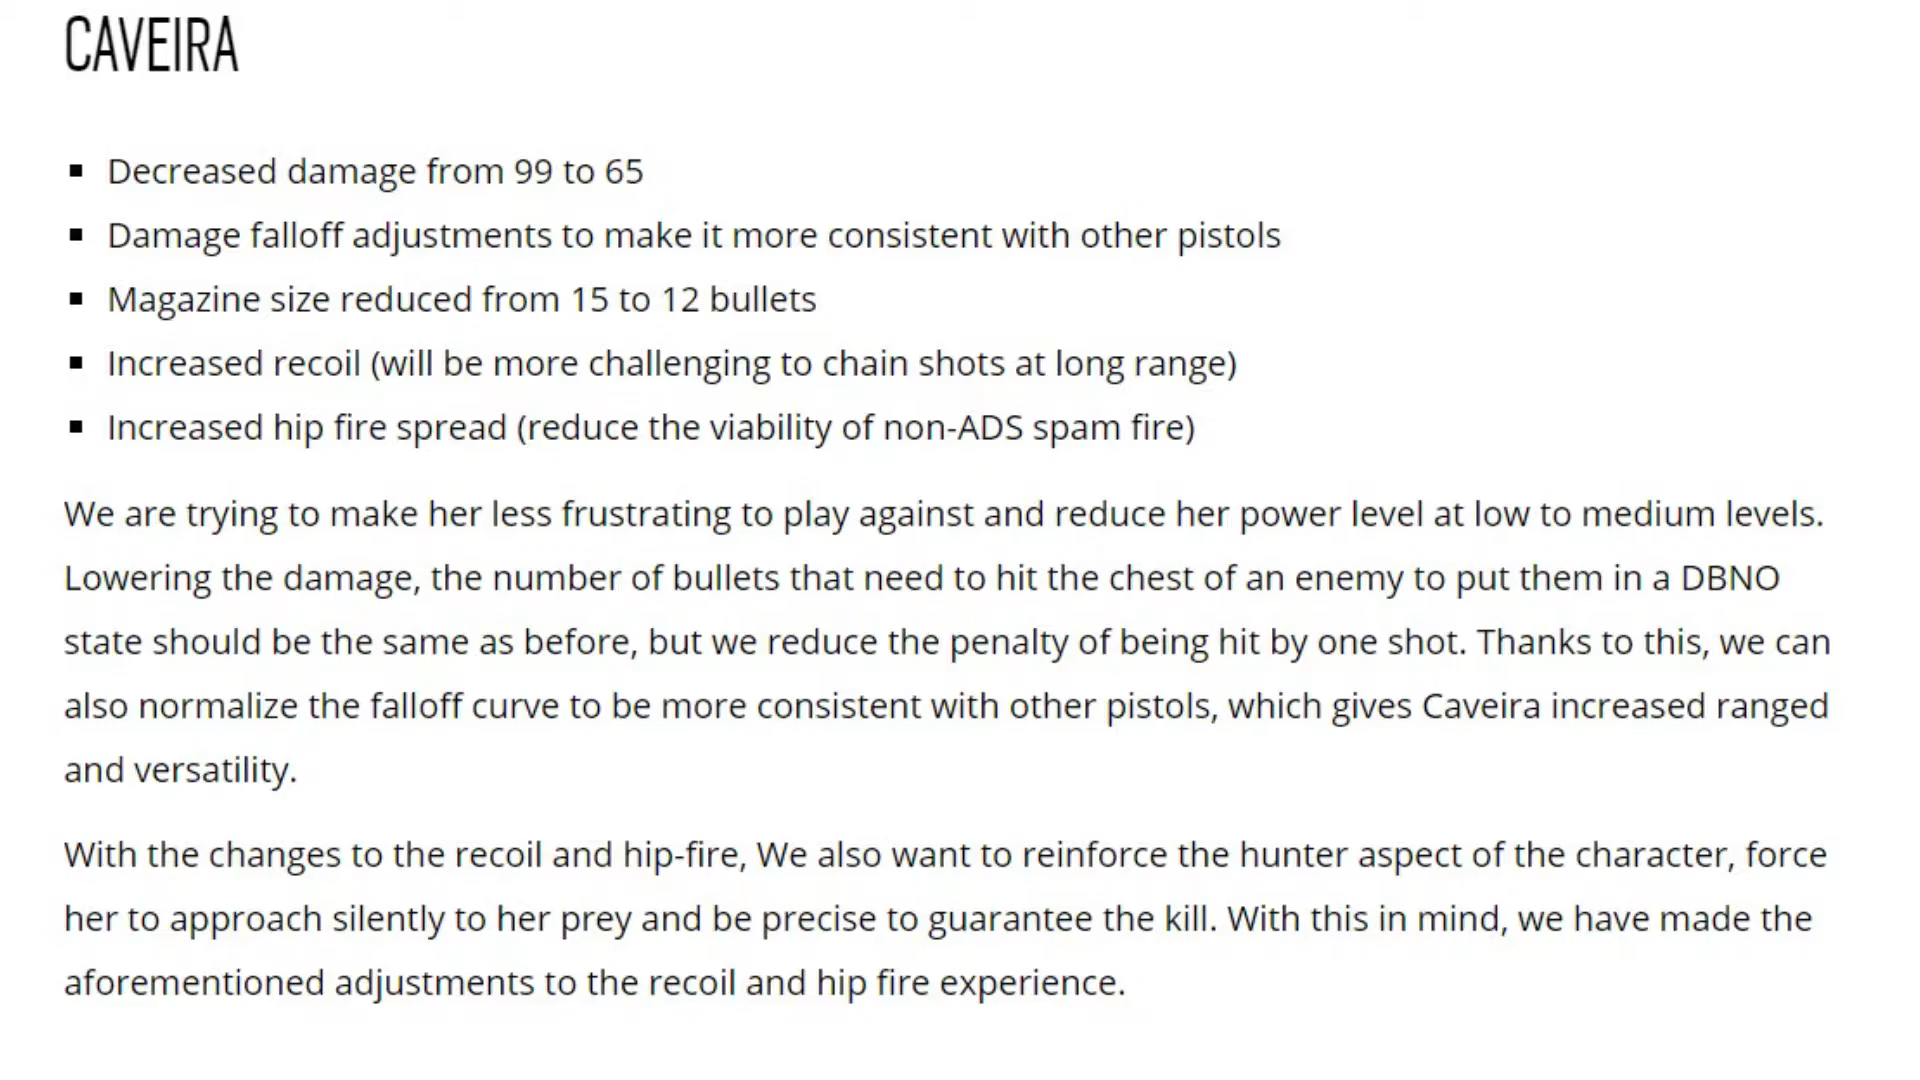 CAVEIRA
▪ Decreased damage from 99 to 65
▪ Damage falloff adjustments to make it more consistent with other pistols
▪ Magazine size reduced from 15 to 12 bullets
▪ Increased recoil (will be more challenging to chain shots at long range)
▪ Increased hip fire spread (reduce the viability of non-ADS spam fire)
We are trying to make her less frustrating to play against and reduce her power level at low to medium levels.
Lowering the damage, the number of bullets that need to hit the chest of an enemy to put them in a DBNO
state should be the same as before, but we reduce the penalty of being hit by one shot. Thanks to this, we can
also normalize the falloff curve to be more consistent with other pistols, which gives Caveira increased ranged
and versatility.
With the changes to the recoil and hip-fire, We also want to reinforce the hunter aspect of the character, force
her to approach silently to her prey and be precise to guarantee the kill. With this in mind, we have made the
aforementioned adjustments to the recoil and hip fire experience.